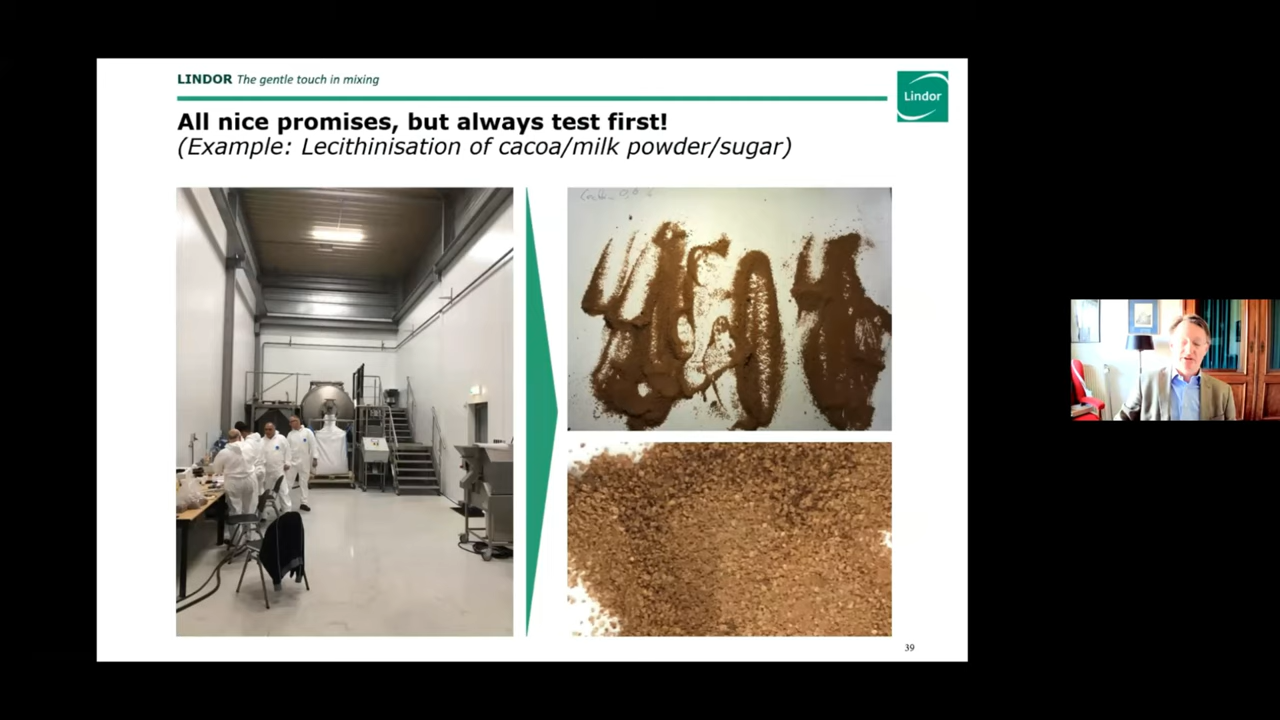 LINDOR The gentle touch in mixing
Lindor
All nice promises, but always test first!
(Example: Lecithinisation of cacoa/milk powder/sugar)
39